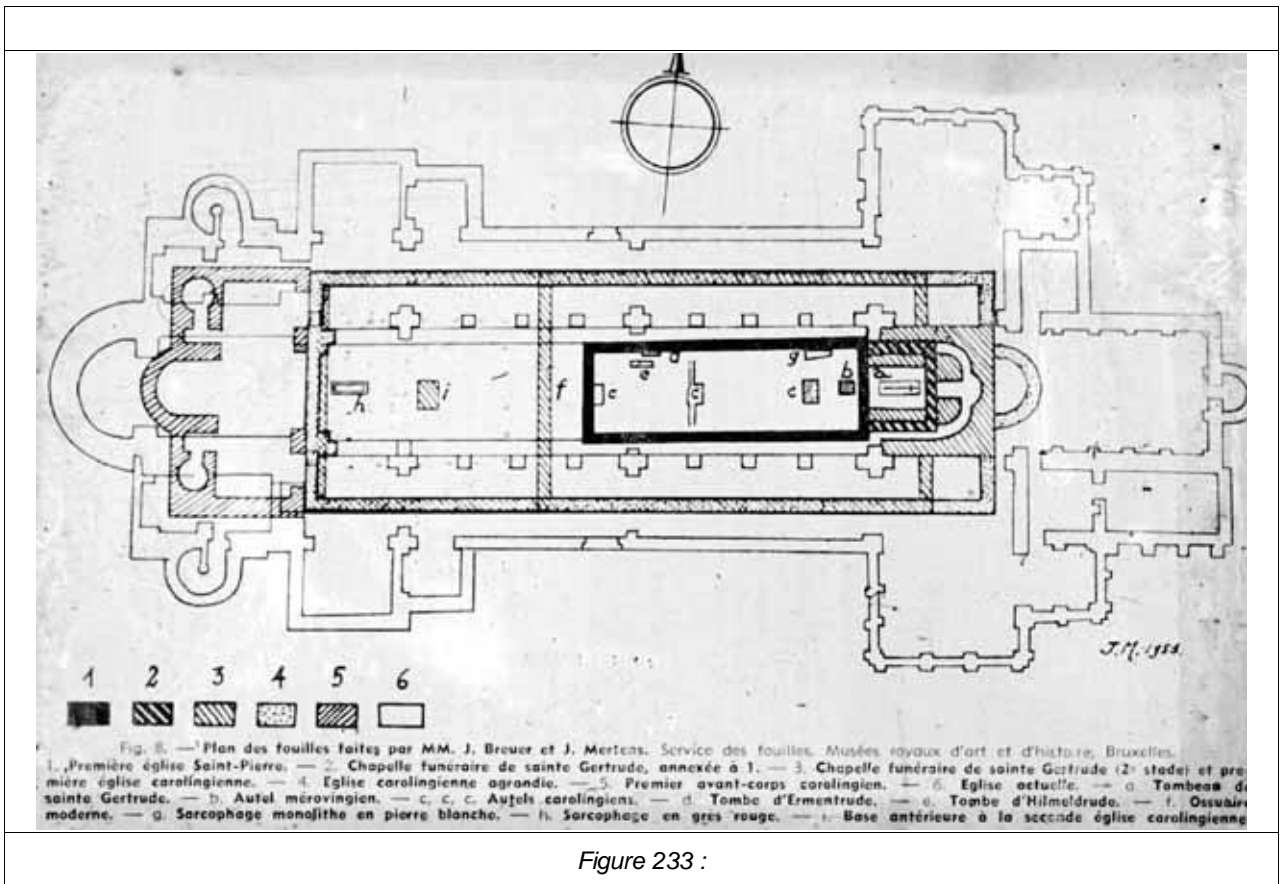 f
h
i
e
d
c
c
c
g
b
a
J.M. 1955.
1 2 3 4 5 6
Fig. 8. — Plan des fouilles faites par MM. J. Breuer et J. Mertens. Service des fouilles. Musées royaux d'art et d'histoire, Bruxelles.
1. Première église Saint-Pierre. — 2. Chapelle funéraire de sainte Gertrude, annexée à 1. — 3. Chapelle funéraire de sainte Gertrude (2e stade) et pre-
mière église carolingienne. — 4. Eglise carolingienne agrandie. — 5. Premier avant-corps carolingien. — 6. Eglise actuelle. — a. Tombeau de
sainte Gertrude. — b. Autel mérovingien. — c, c, c. Autels carolingiens. — d. Tombe d'Ermentrude. — e. Tombe d'Hilmeldrude. — f. Ossuaire
moderne. — g. Sarcophage monolithe en pierre blanche. — h. Sarcophage en grès rouge. — i. Base antérieure à la seconde église carolingienne
Figure 233 :